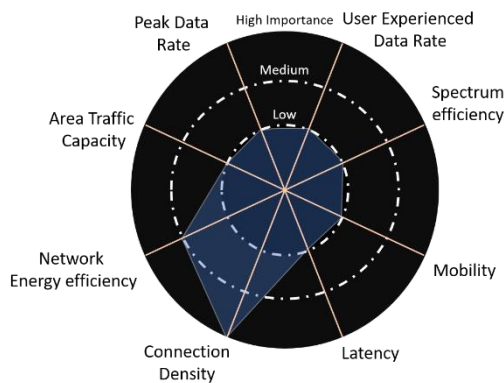 Peak Data
Rate
High Importance
User Experienced
Data Rate
Medium
Spectrum
efficiency
Low
Area Traffic
Capacity
Network
Energy efficiency
Mobility
Connection
Density
Latency